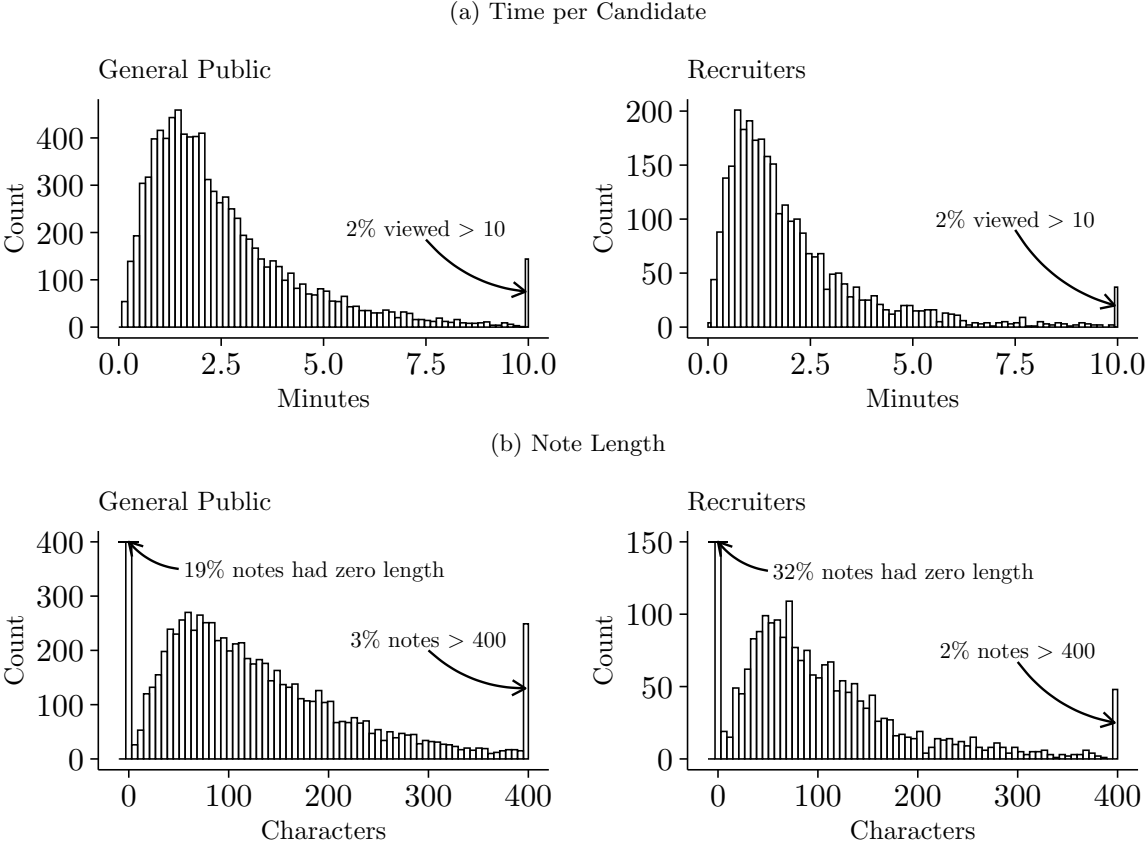 (a) Time per Candidate
General Public
Count
400
300
200
100
0
2% viewed > 10
0.0 2.5 5.0 7.5 10.0
Minutes
Recruiters
Count
200
150
100
50
0
2% viewed > 10
0.0 2.5 5.0 7.5 10.0
Minutes
(b) Note Length
General Public
Count
400
300
200
100
0
19% notes had zero length
3% notes > 400
0 100 200 300 400
Characters
Recruiters
Count
150
100
50
0
32% notes had zero length
2% notes > 400
0 100 200 300 400
Characters